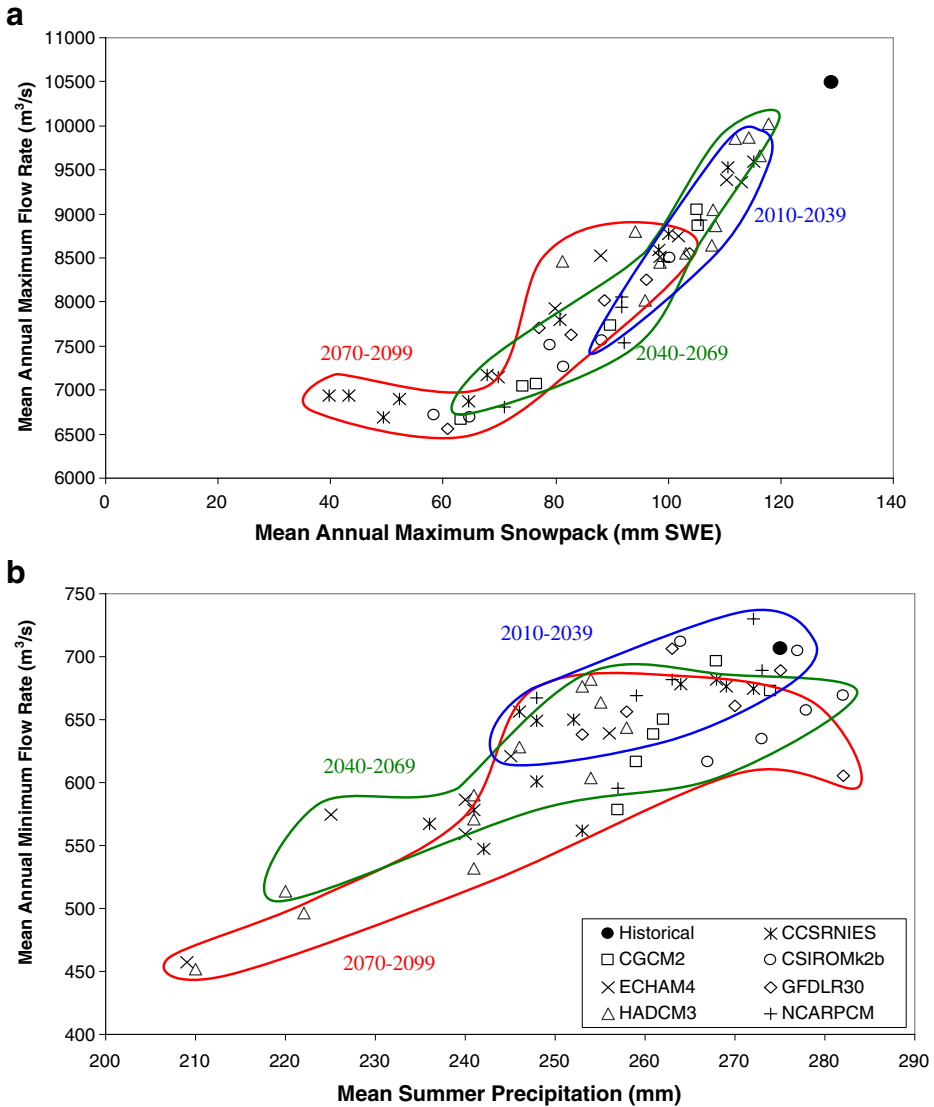 a
11000
10500
10000
9500
9000
8500
8000
7500
7000
6500
6000
Mean Annual Maximum Flow Rate (m³/s)
2010-2039
2070-2099
2040-2069
0 20 40 60 80 100 120 140
Mean Annual Maximum Snowpack (mm SWE)
b
750
700
650
600
550
500
450
400
Mean Annual Minimum Flow Rate (m³/s)
2010-2039
2040-2069
2070-2099
Historical CCSRNIES
CGCM2 CSIROMk2b
ECHAM4 GFDLR30
HADCM3 NCARPCM
200 210 220 230 240 250 260 270 280 290
Mean Summer Precipitation (mm)